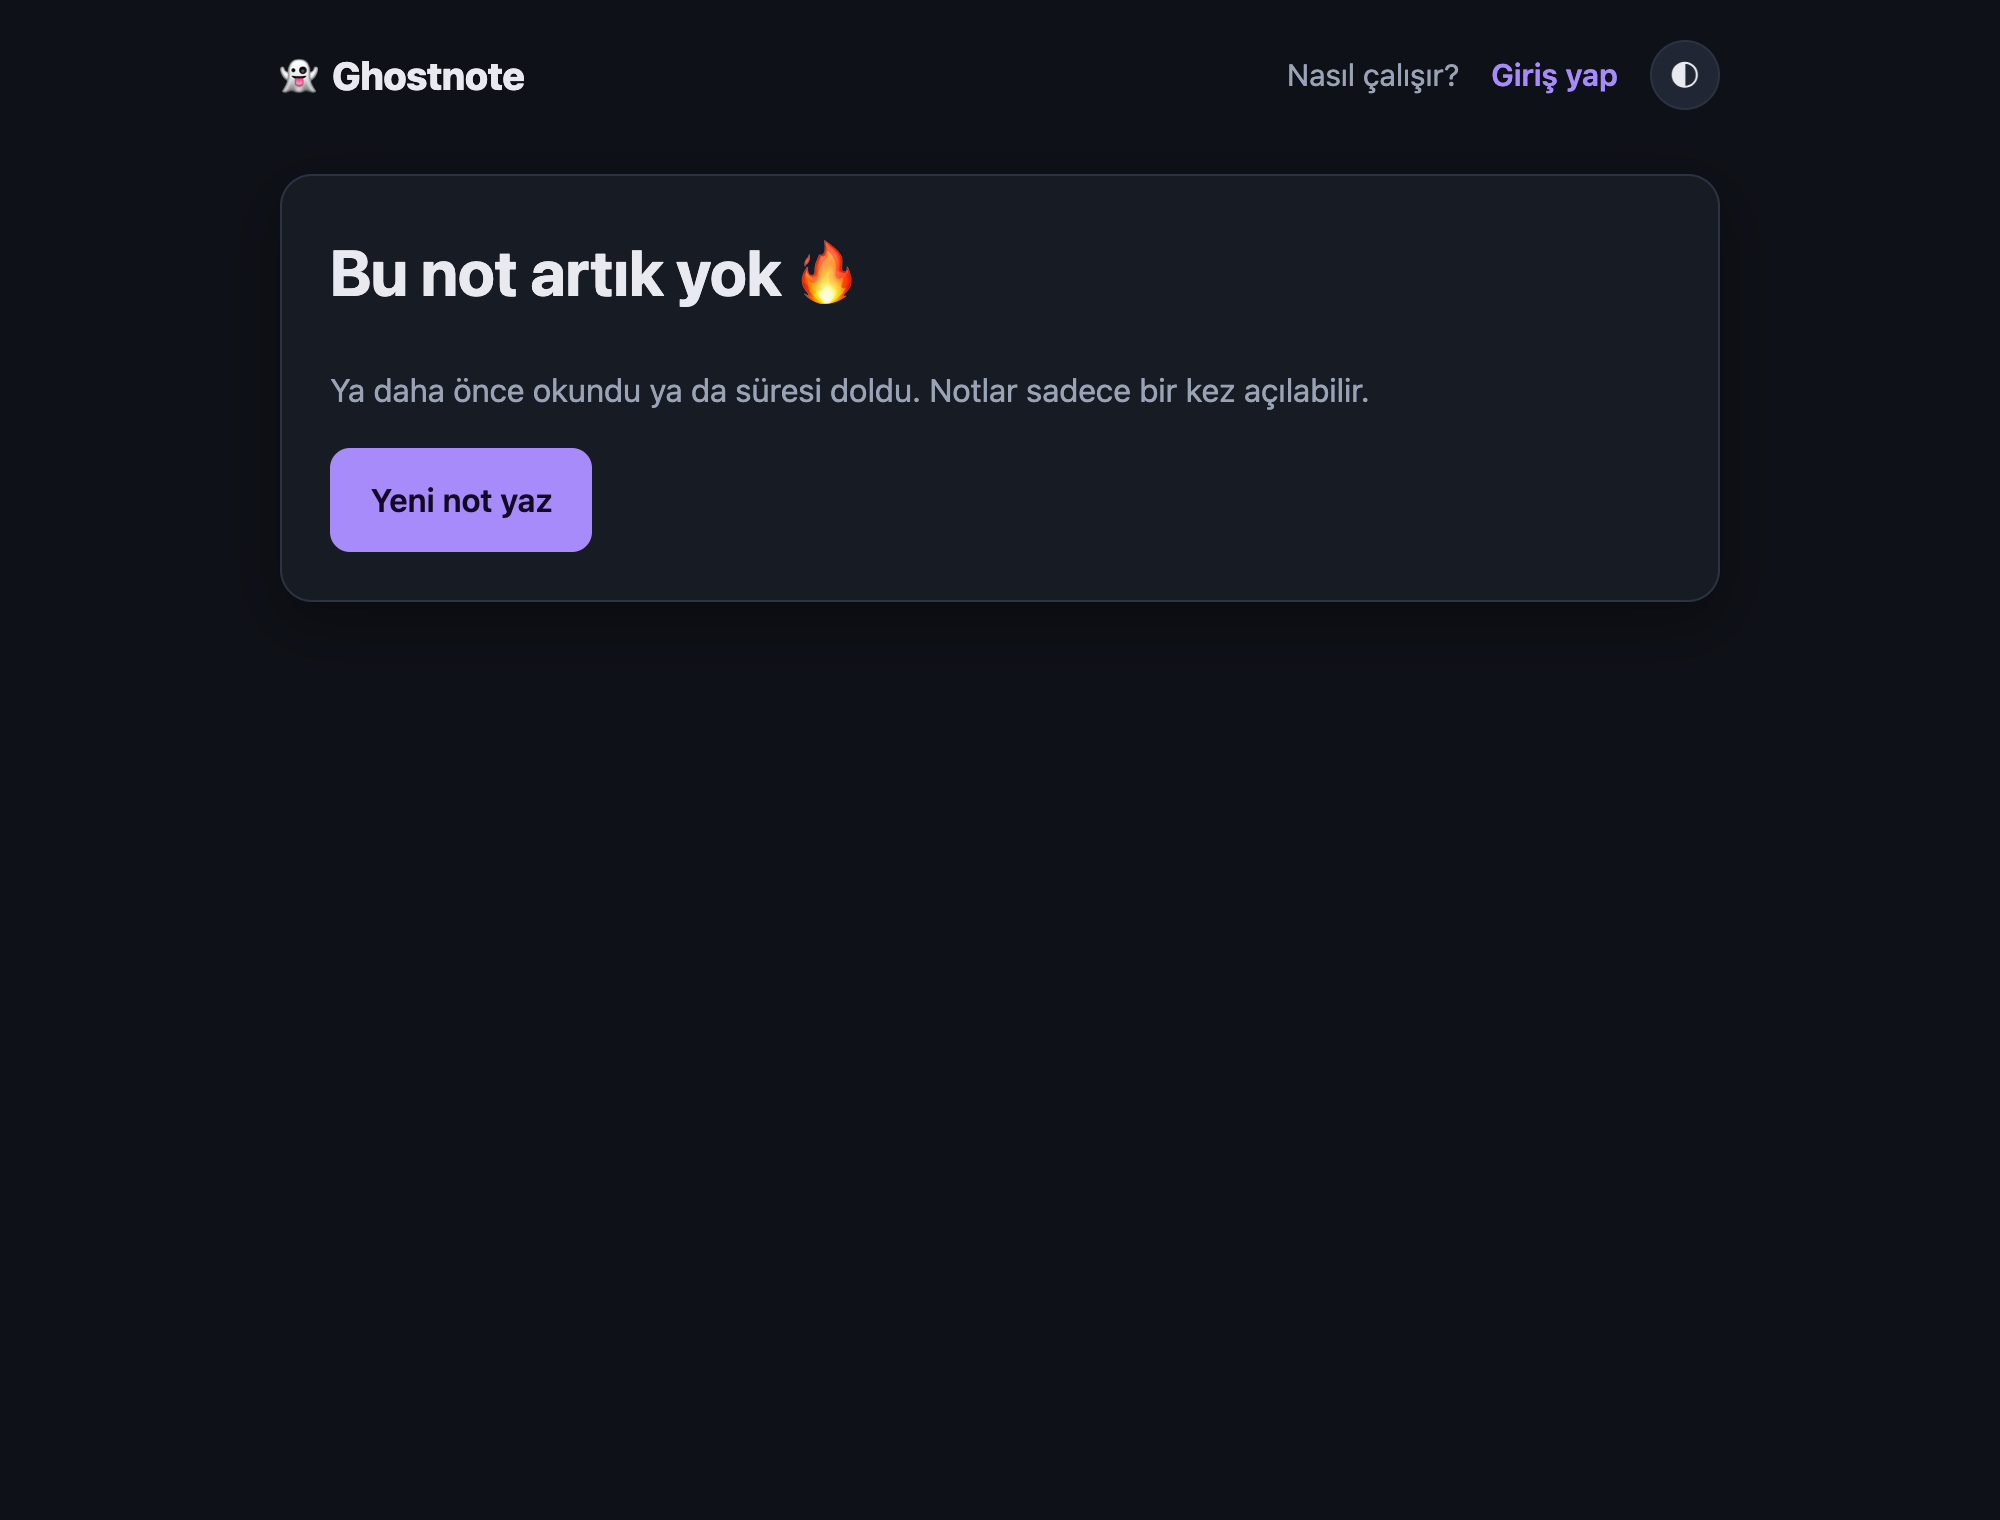 👻 Ghostnote
Nasıl çalışır?
Giriş yap
Bu not artık yok 🔥
Ya daha önce okundu ya da süresi doldu. Notlar sadece bir kez açılabilir.
Yeni not yaz